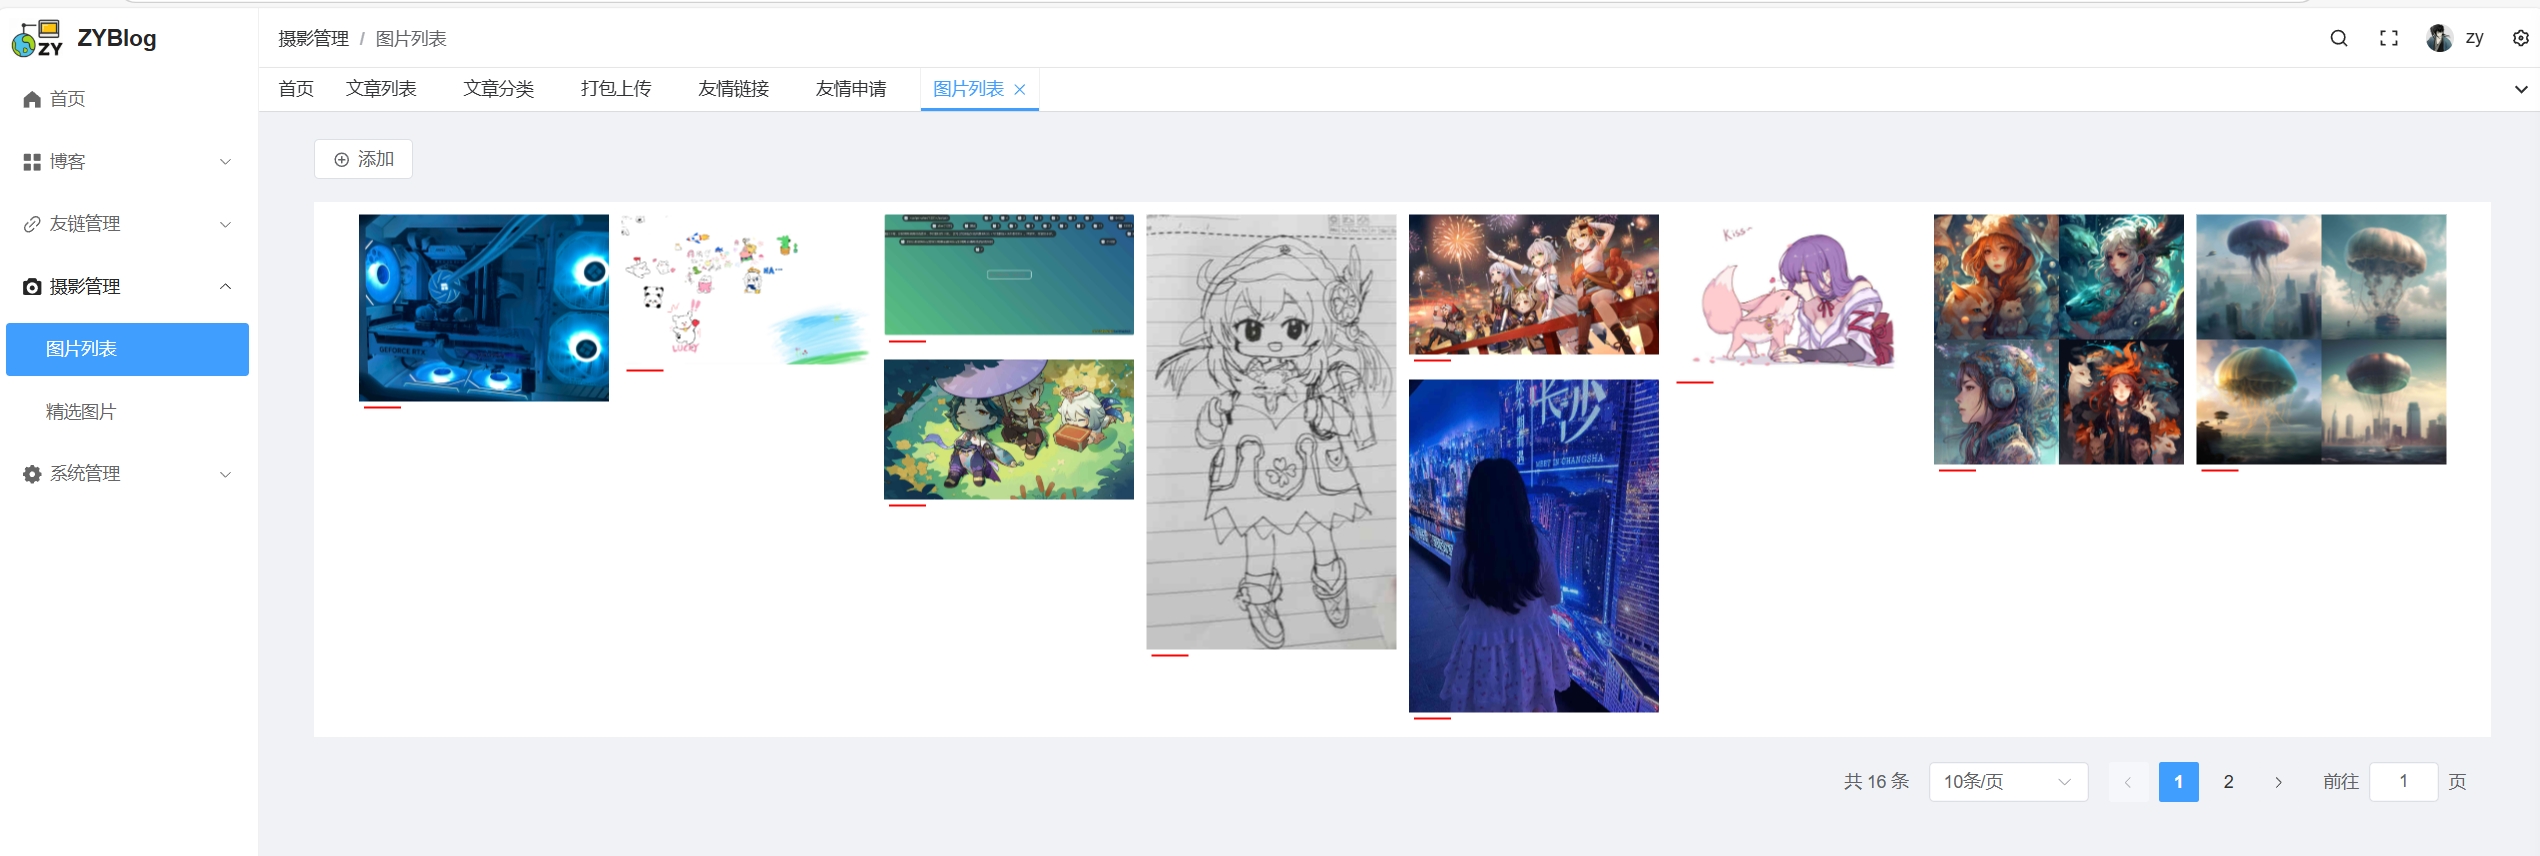 ZY ZYBlog
摄影管理 / 图片列表
zy
首页
博客
友链管理
摄影管理
图片列表
精选图片
系统管理
首页 文章列表 文章分类 打包上传 友情链接 友情申请 图片列表
添加
GEFORCE RTX
HA
LUCKY
Kiss~
长沙
MEET IN CHANGSHA
共 16 条 10条/页 1 2 前往 1 页